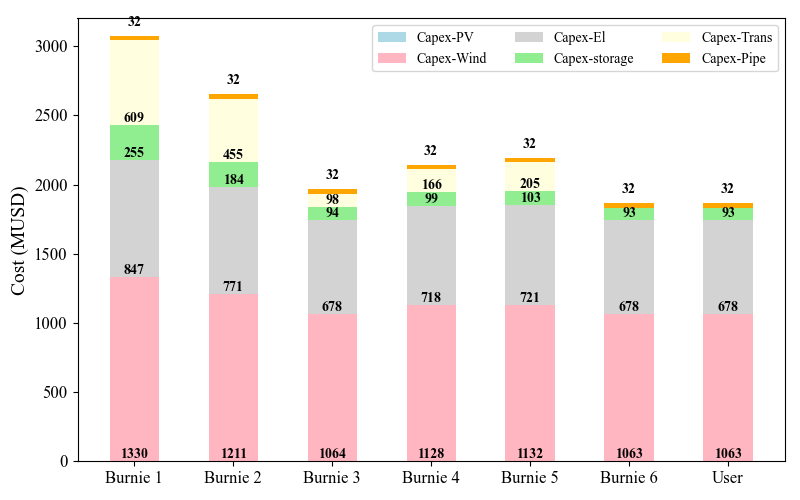 Capex-PV Capex-El Capex-Trans
Capex-Wind Capex-storage Capex-Pipe
Cost (MUSD)
3000
2500
2000
1500
1000
500
0
32 32 32 32 32 32 32
609 455 98 166 205
255 184 94 99 103 93 93
847 771 678 718 721 678 678
1330 1211 1064 1128 1132 1063 1063
Burnie 1 Burnie 2 Burnie 3 Burnie 4 Burnie 5 Burnie 6 User